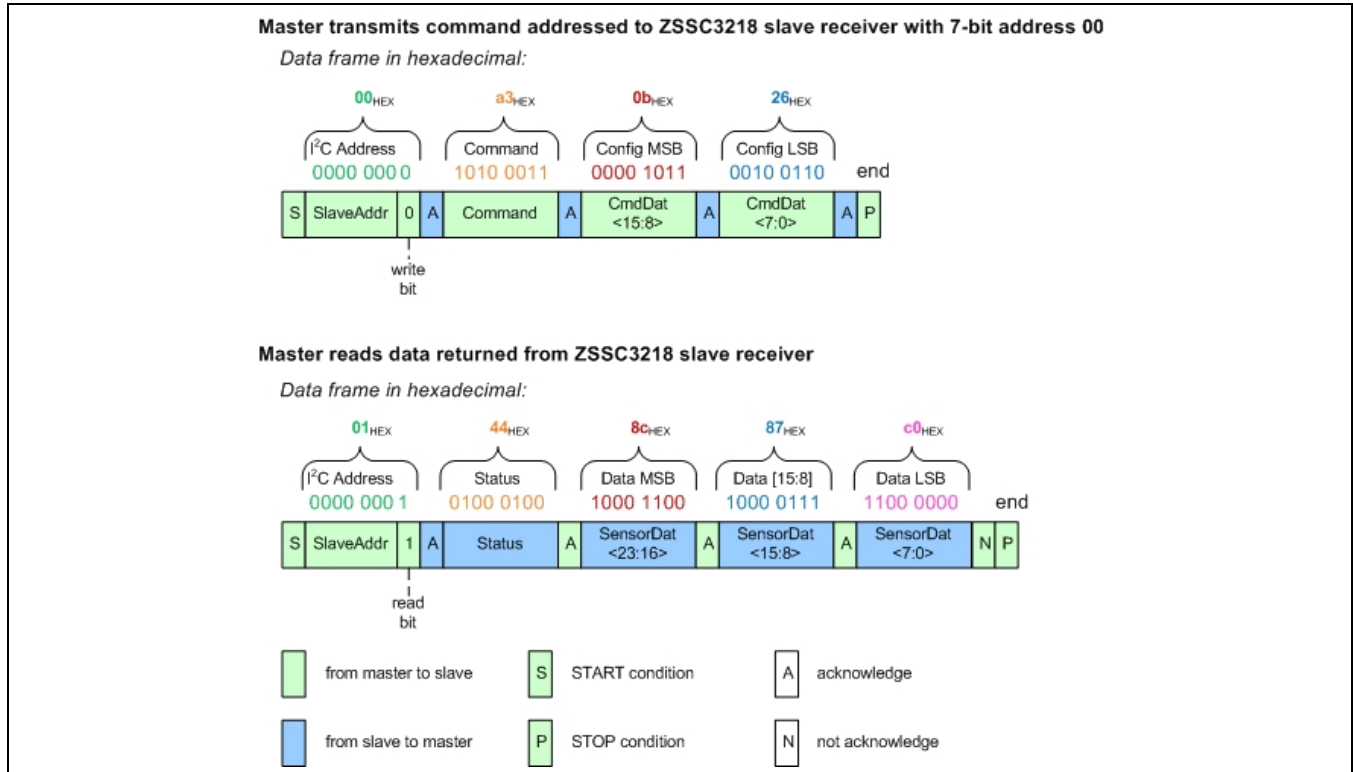 Master transmits command addressed to ZSSC3218 slave receiver with 7-bit address 00
Data frame in hexadecimal:
00HEX a3HEX 0bHEX 26HEX
I²C Address Command Config MSB Config LSB
0000 000 0 1010 0011 0000 1011 0010 0110 end
S SlaveAddr 0 A Command A CmdDat <15:8> A CmdDat <7:0> A P
write
bit
Master reads data returned from ZSSC3218 slave receiver
Data frame in hexadecimal:
01HEX 44HEX 8cHEX 87HEX c0HEX
I²C Address Status Data MSB Data [15:8] Data LSB
0000 000 1 0100 0100 1000 1100 1000 0111 1100 0000 end
S SlaveAddr 1 A Status A SensorDat <23:16> A SensorDat <15:8> A SensorDat <7:0> N P
read
bit
from master to slave S START condition A acknowledge
from slave to master P STOP condition N not acknowledge